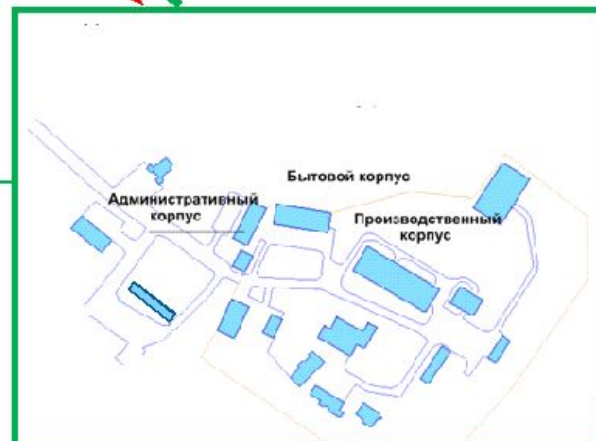 Бытовой корпус
Административный
корпус
Производственный
корпус